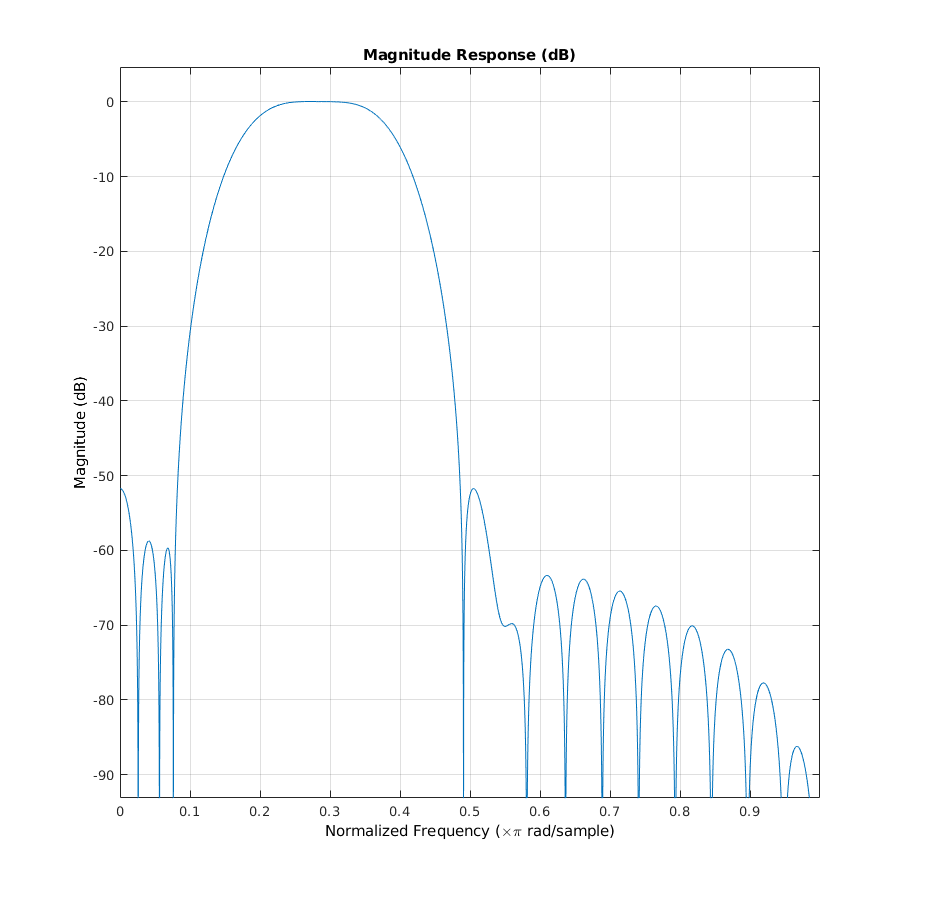 Magnitude Response (dB)
Magnitude (dB)
0
-10
-20
-30
-40
-50
-60
-70
-80
-90
0 0.1 0.2 0.3 0.4 0.5 0.6 0.7 0.8 0.9
Normalized Frequency (×π rad/sample)